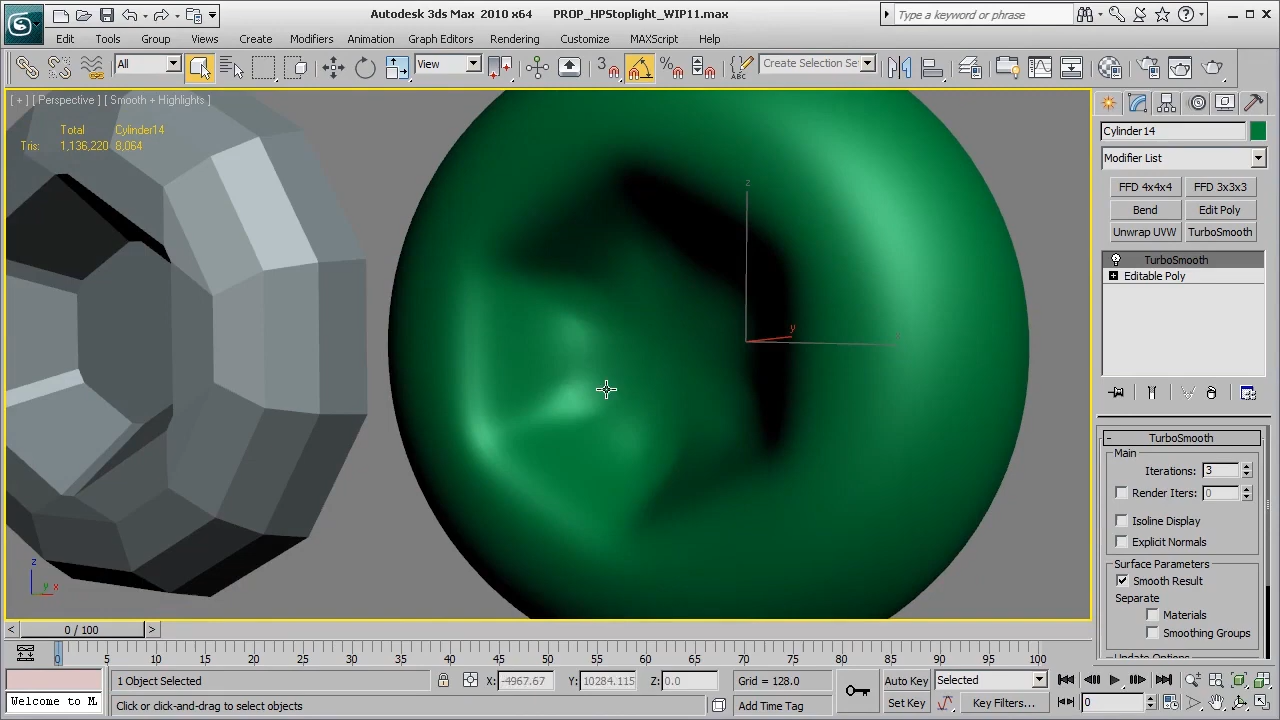 Autodesk 3ds Max 2010 x64 PROP_HPStoplight_WIP11.max
Type a keyword or phrase
Edit Tools Group Views Create Modifiers Animation Graph Editors Rendering Customize MAXScript Help
All View 3 Create Selection Se
[ + ] [ Perspective ] [ Smooth + Highlights ]
Total Cylinder14
Tris: 1,136,220 8,064
z
y
z
y x
Cylinder14
Modifier List
FFD 4x4x4 FFD 3x3x3
Bend Edit Poly
Unwrap UVW TurboSmooth
TurboSmooth
Editable Poly
TurboSmooth
Main
Iterations: 3
Render Iters: 0
Isoline Display
Explicit Normals
Surface Parameters
Smooth Result
Separate
Materials
Smoothing Groups
Update Options
0 / 100
0 5 10 15 20 25 30 35 40 45 50 55 60 65 70 75 80 85 90 95 100
1 Object Selected X: -4967.67 Y: 10284.115 Z: 0.0 Grid = 128.0 Auto Key Selected
Welcome to M Click or click-and-drag to select objects Add Time Tag Set Key Key Filters... 0